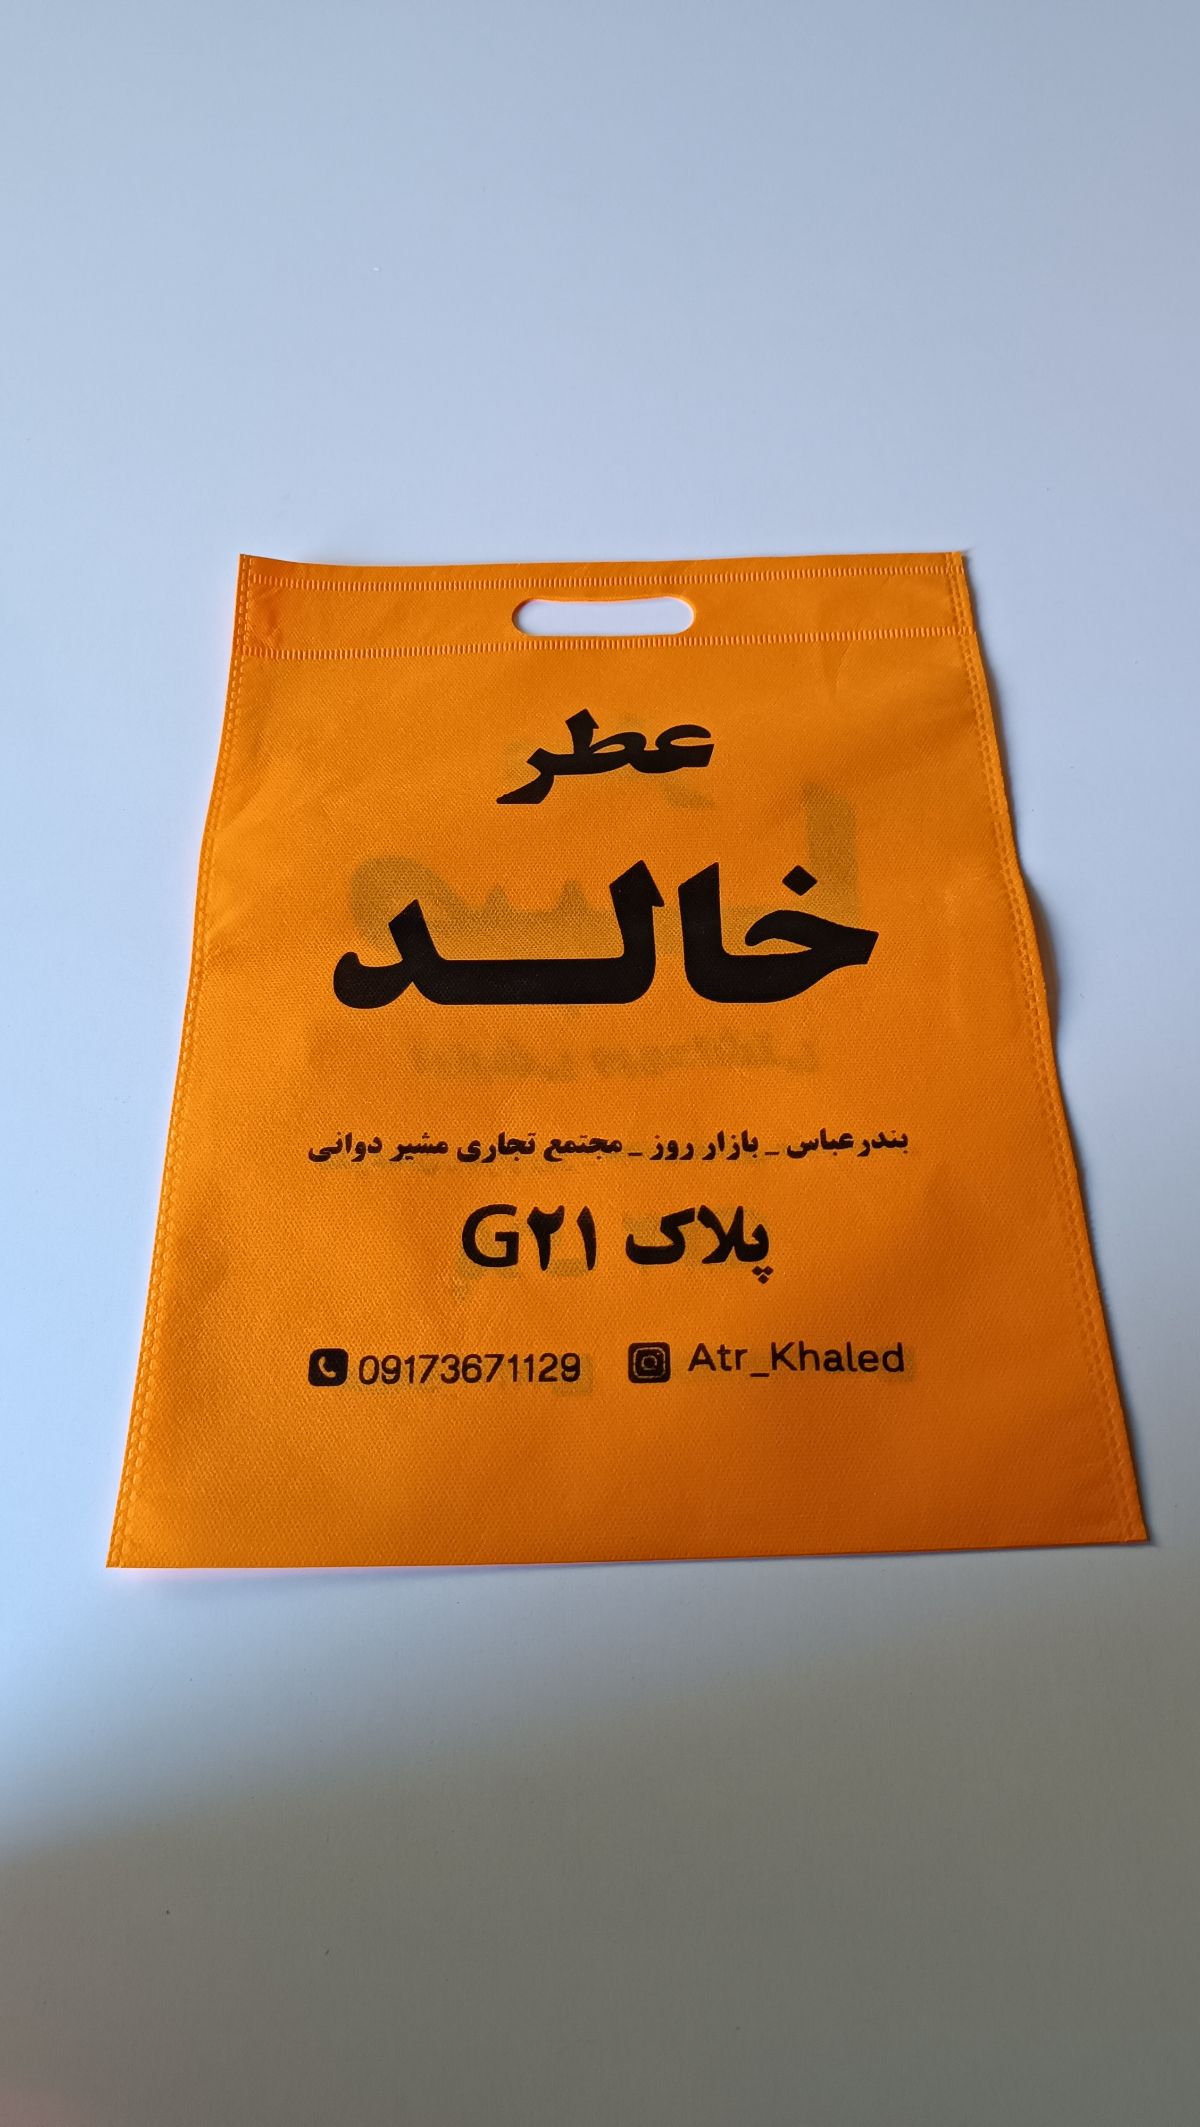 عطر
خالد
بندرعباس _ بازار روز _ مجتمع تجاری مشیر دوانی
پلاک G۲۱
09173671129 Atr_Khaled